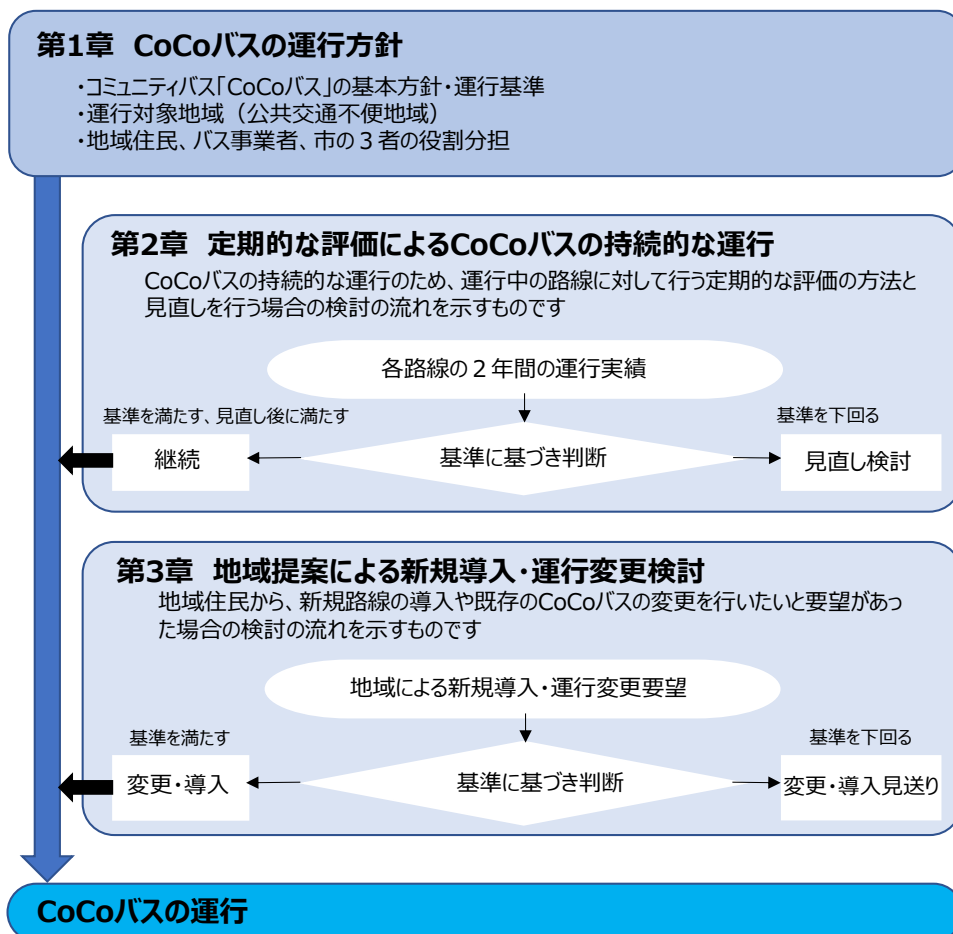 第1章 CoCoバスの運行方針
・コミュニティバス「CoCoバス」の基本方針・運行基準
・運行対象地域（公共交通不便地域）
・地域住民、バス事業者、市の３者の役割分担
第2章 定期的な評価によるCoCoバスの持続的な運行
CoCoバスの持続的な運行のため、運行中の路線に対して行う定期的な評価の方法と
見直しを行う場合の検討の流れを示すものです
各路線の２年間の運行実績
基準を満たす、見直し後に満たす
基準を下回る
継続
基準に基づき判断
見直し検討
第3章 地域提案による新規導入・運行変更検討
地域住民から、新規路線の導入や既存のCoCoバスの変更を行いたいと要望があっ
た場合の検討の流れを示すものです
地域による新規導入・運行変更要望
基準を満たす
基準を下回る
変更・導入
基準に基づき判断
変更・導入見送り
CoCoバスの運行